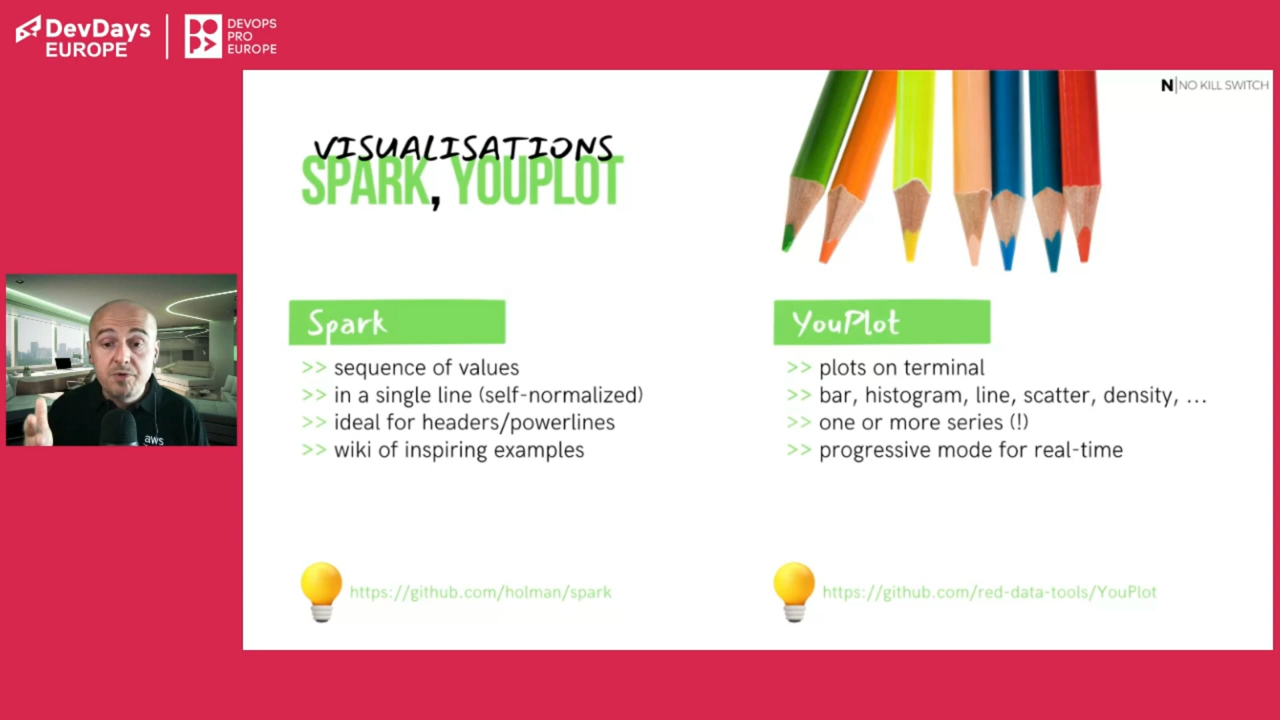 DevDays
EUROPE
DEVOPS
PRO
EUROPE
N|NO KILL SWITCH
VISUALISATIONS
SPARK, YOUPLOT
Spark
>> sequence of values
>> in a single line (self-normalized)
>> ideal for headers/powerlines
>> wiki of inspiring examples
https://github.com/holman/spark
YouPlot
>> plots on terminal
>> bar, histogram, line, scatter, density, ...
>> one or more series (!)
>> progressive mode for real-time
https://github.com/red-data-tools/YouPlot
aws